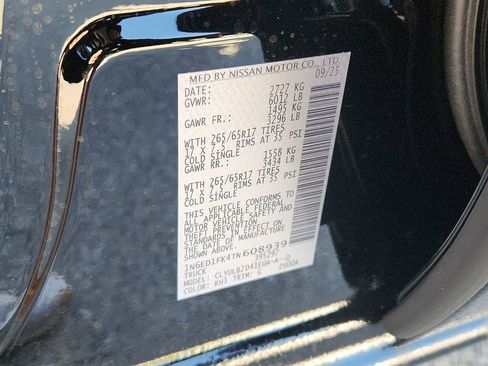 MFD BY NISSAN MOTOR CO., LTD
DATE: 09/25
GVWR: 2727 KG
6012 LB
GAWR FR.: 1495 KG
3296 LB
WITH 265/65R17 TIRES
17 X 7.5 RIMS AT 35 PSI
COLD SINGLE
GAWR RR.: 1558 KG
3434 LB
WITH 265/65R17 TIRES
17 X 7.5 RIMS AT 35 PSI
COLD SINGLE
THIS VEHICLE CONFORMS TO
ALL APPLICABLE FEDERAL
MOTOR VEHICLE SAFETY AND
THEFT PREVENTION STANDARDS
IN EFFECT ON THE DATE OF
MANUFACTURE SHOWN ABOVE.
1N6ED1FK4TN608939
TRUCK 395297
MODEL: CLYULB7D41EUA-A--D
COLOR: KH3 TRIM: G 2500A